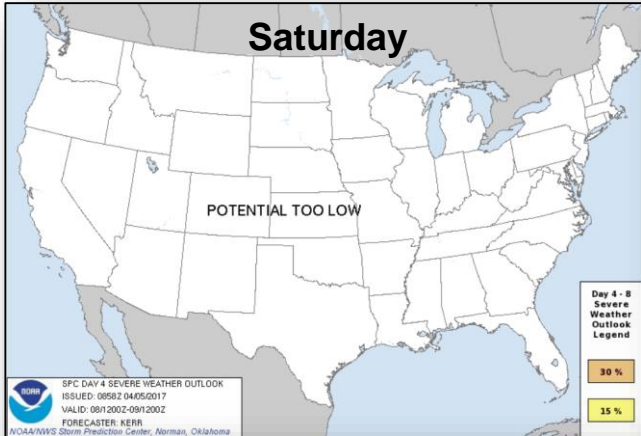 Saturday
POTENTIAL TOO LOW
Day 4 - 8
Severe
Weather
Outlook
Legend
30 %
15 %
NOAA
SPC DAY 4 SEVERE WEATHER OUTLOOK
ISSUED: 0858Z 04/05/2017
VALID: 08/1200Z-09/1200Z
FORECASTER: KERR
NOAA/NWS Storm Prediction Center, Norman, Oklahoma